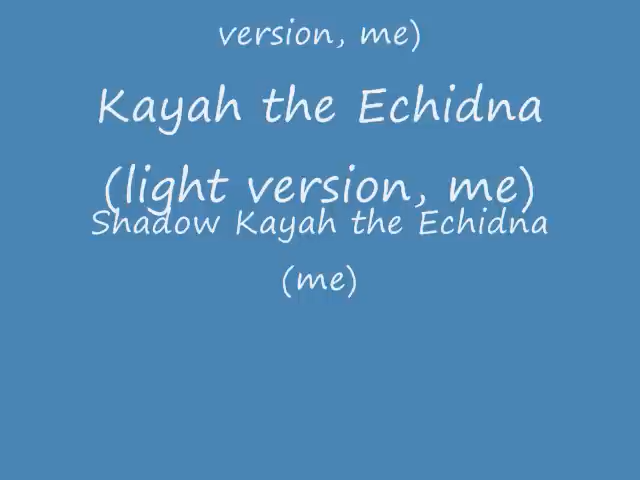 version, me)
Kayah the Echidna
(light version, me)
Shadow Kayah the Echidna
(me)